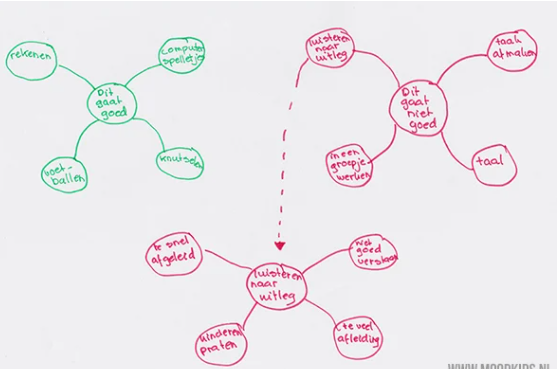 rekenen
computer
spelletje
Dit
gaat
goed
voet-
ballen
knutselen
luisteren
naar
uitleg
taak
afmaken
Dit
gaat
niet
goed
in een
groepje
werken
taal
te snel
afgeleid
niet
goed
verstaan
luisteren
naar
uitleg
kinderen
praten
te veel
afleiding
WWW.MOODKIDS.NL